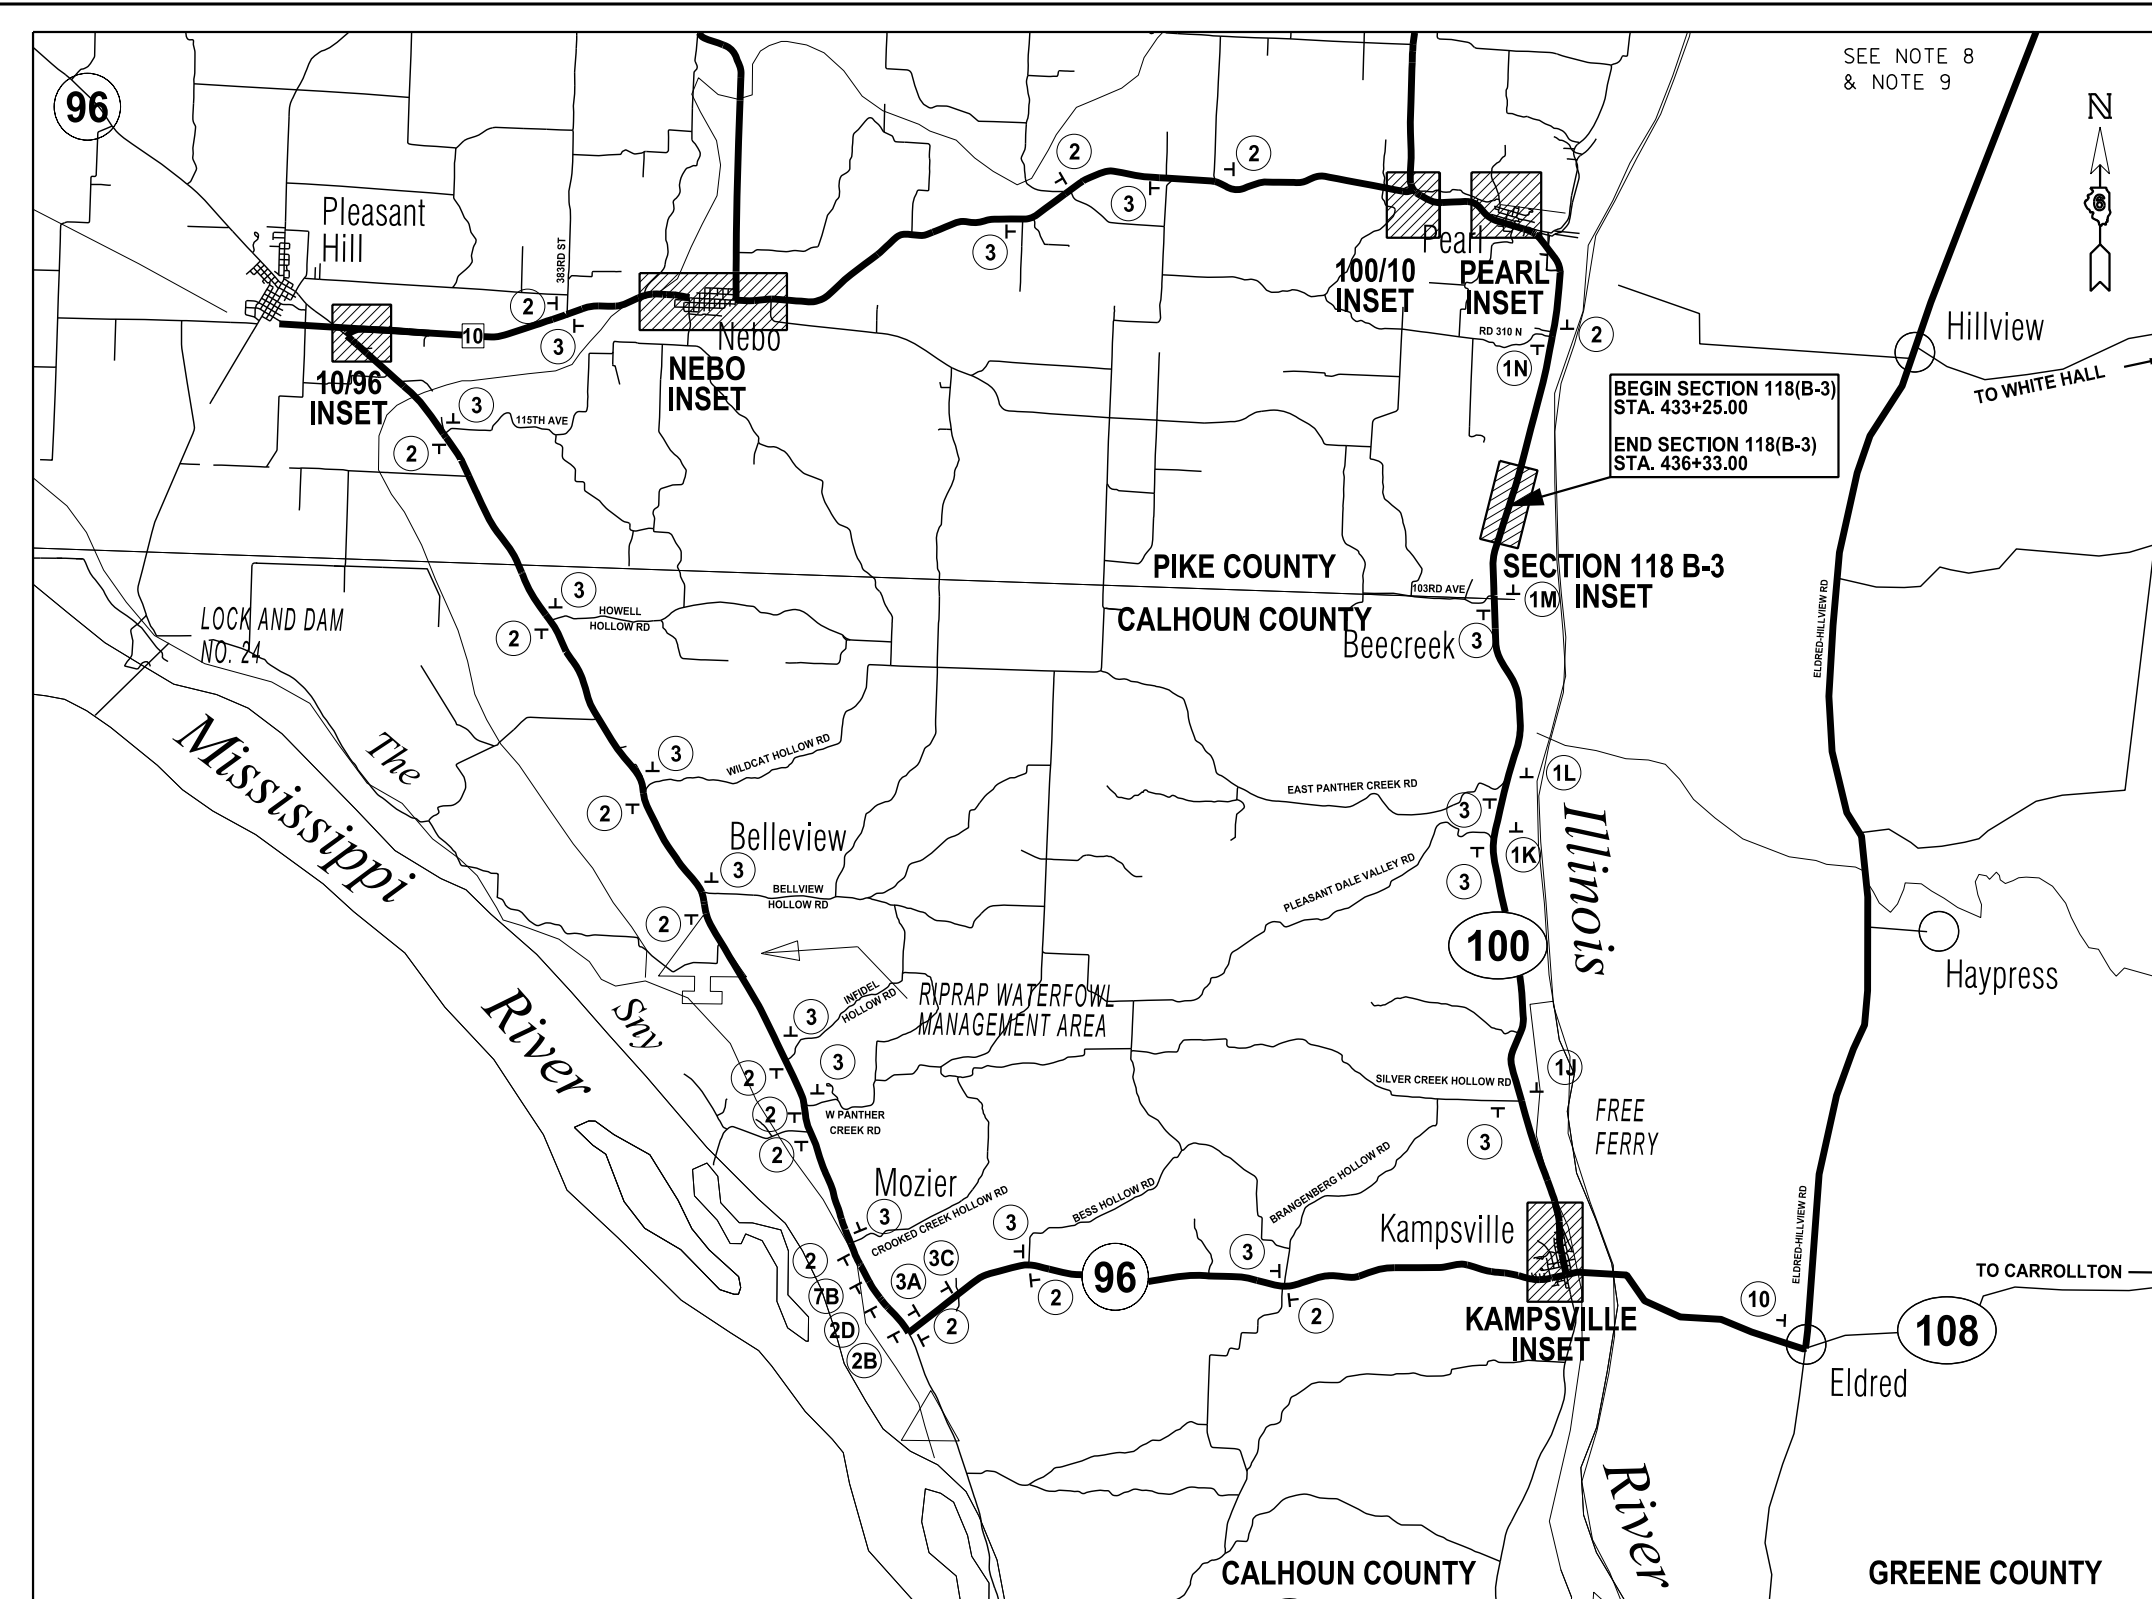 SEE NOTE 8
& NOTE 9
96
N
6
Pleasant
Hill
383RD ST
2
3
2
3
2
3
10
Nebo
NEBO
INSET
10/96
INSET
Pearl
100/10
INSET
PEARL
INSET
RD 310 N
2
1N
Hillview
TO WHITE HALL
BEGIN SECTION 118(B-3)
STA. 433+25.00
END SECTION 118(B-3)
STA. 436+33.00
3
115TH AVE
2
PIKE COUNTY
CALHOUN COUNTY
SECTION 118 B-3
INSET
103RD AVE
1M
Beecreek
3
ELDRED-HILLVIEW RD
LOCK AND DAM
NO. 24
3
HOWELL
HOLLOW RD
2
Mississippi
River
The
Sny
3
WILDCAT HOLLOW RD
2
EAST PANTHER CREEK RD
1L
3
1K
3
PLEASANT DALE VALLEY RD
Illinois
River
Belleview
3
BELLVIEW
HOLLOW RD
2
100
Haypress
INFIDEL
HOLLOW RD
RIPRAP WATERFOWL
MANAGEMENT AREA
3
3
2
2
2
W PANTHER
CREEK RD
SILVER CREEK HOLLOW RD
1J
3
FREE
FERRY
Mozier
3
CROOKED CREEK HOLLOW RD
3
BESS HOLLOW RD
BRANGENBERG HOLLOW RD
3
Kampsville
ELDRED-HILLVIEW RD
2
7B
2D
2B
3A
3C
2
2
96
2
KAMPSVILLE
INSET
10
TO CARROLLTON
108
Eldred
CALHOUN COUNTY
GREENE COUNTY